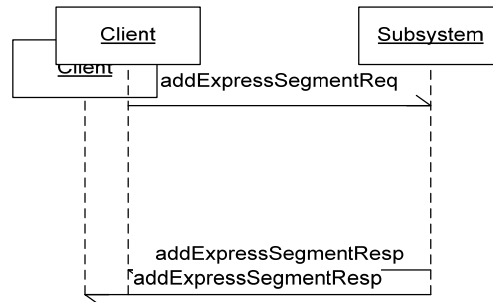 Client
Subsystem
Client
addExpressSegmentReq
addExpressSegmentResp
addExpressSegmentResp